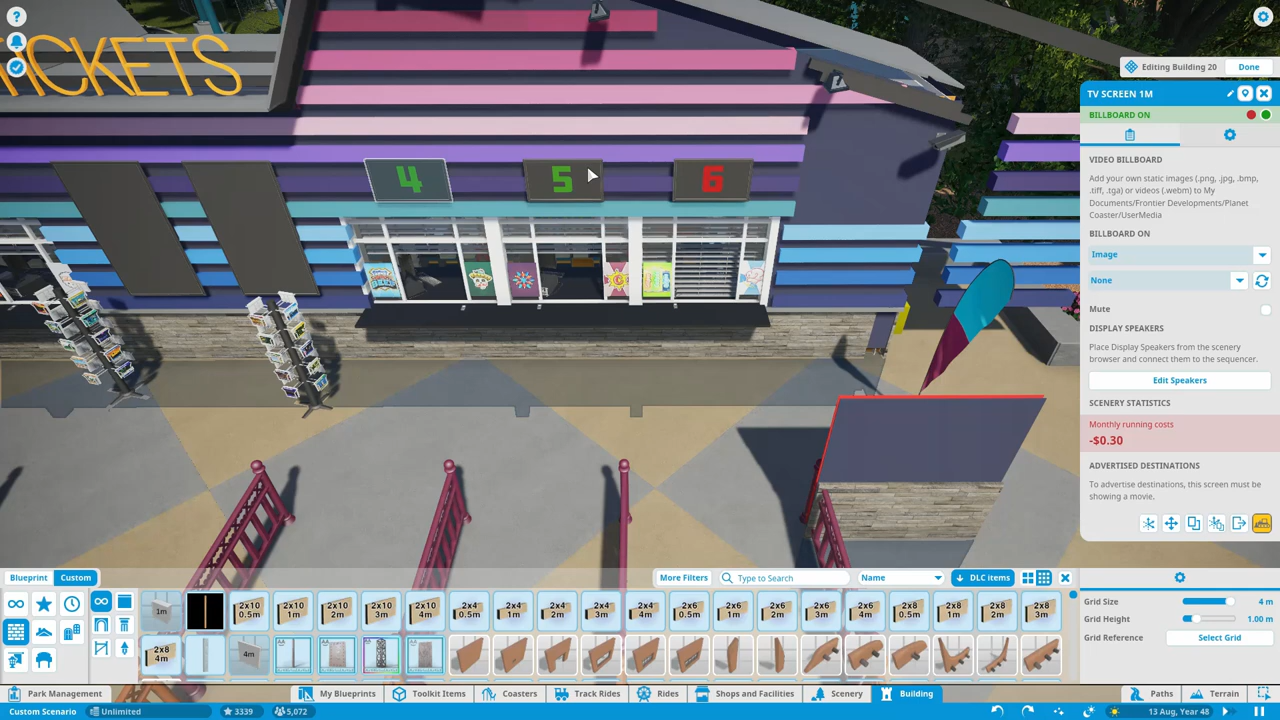 TICKETS
4
5
6
Editing Building 20
Done
TV SCREEN 1M
BILLBOARD ON
VIDEO BILLBOARD
Add your own static images (.png, .jpg, .bmp,
.tiff, .tga) or videos (.webm) to My
Documents/Frontier Developments/Planet
Coaster/UserMedia
BILLBOARD ON
Image
None
Mute
DISPLAY SPEAKERS
Place Display Speakers from the scenery
browser and connect them to the sequencer.
Edit Speakers
SCENERY STATISTICS
Monthly running costs
-$0.30
ADVERTISED DESTINATIONS
To advertise destinations, this screen must be
showing a movie.
Blueprint
Custom
More Filters
Type to Search
Name
DLC items
1m
2x10 0.5m
2x10 1m
2x10 2m
2x10 3m
2x10 4m
2x4 0.5m
2x4 1m
2x4 2m
2x4 3m
2x4 4m
2x6 0.5m
2x6 1m
2x6 2m
2x6 3m
2x6 4m
2x8 0.5m
2x8 1m
2x8 2m
2x8 3m
2x8 4m
4m
Grid Size
4 m
Grid Height
1.00 m
Grid Reference
Select Grid
Park Management
My Blueprints
Toolkit Items
Coasters
Track Rides
Rides
Shops and Facilities
Scenery
Building
Paths
Terrain
Custom Scenario
Unlimited
3339
5,072
13 Aug, Year 48